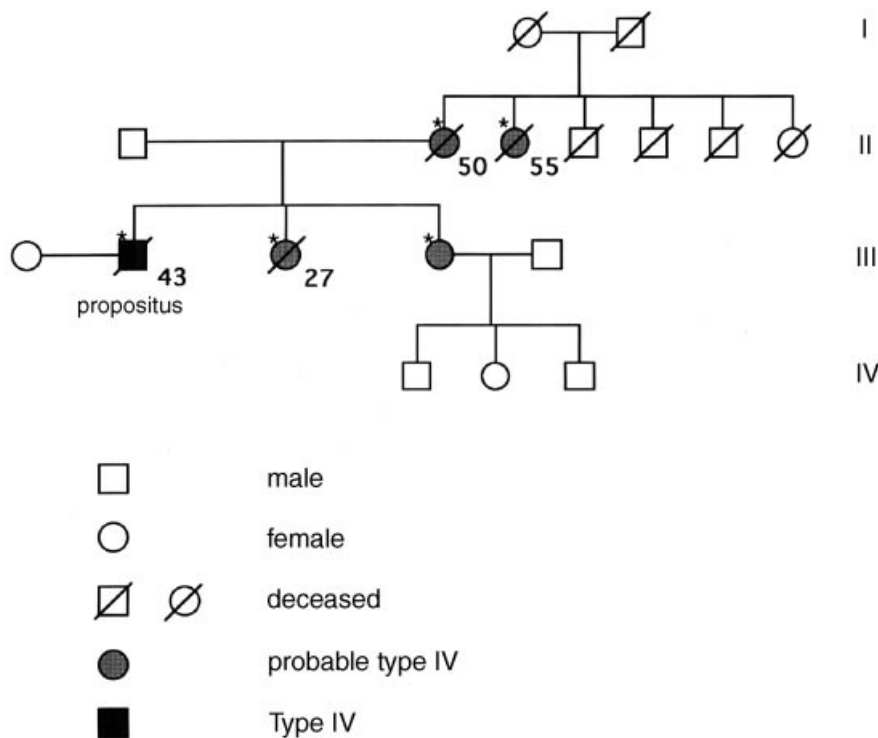 I
* *
50 55
II
* * *
43 27
III
propositus
IV
male
female
deceased
probable type IV
Type IV